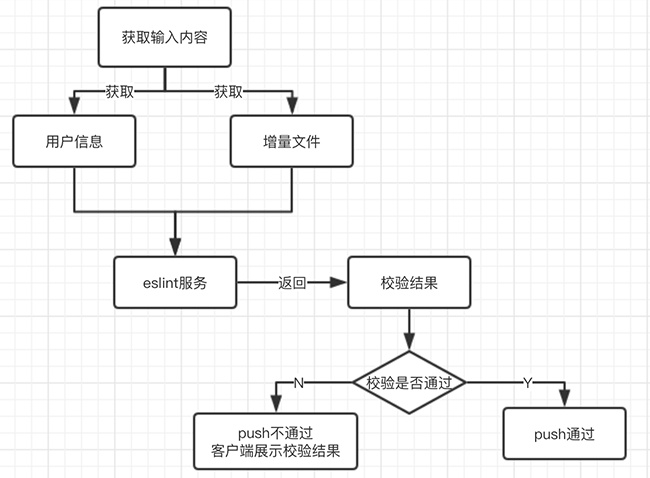 获取输入内容
获取
获取
用户信息
增量文件
eslint服务
返回
校验结果
校验是否通过
N
Y
push不通过
客户端展示校验结果
push通过